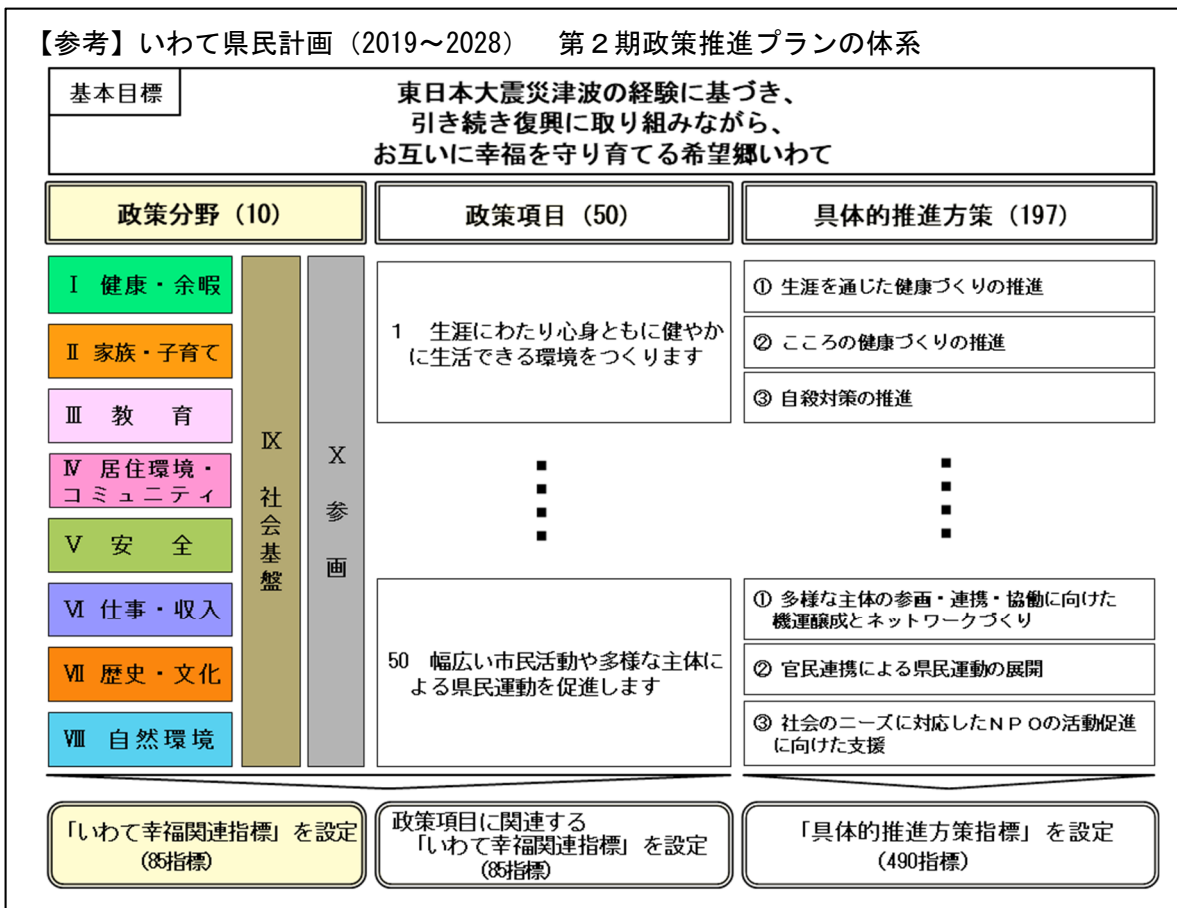 【参考】いわて県民計画（2019～2028）　第２期政策推進プランの体系
基本目標
東日本大震災津波の経験に基づき、
引き続き復興に取り組みながら、
お互いに幸福を守り育てる希望郷いわて
政策分野（10）
政策項目（50）
具体的推進方策（197）
Ⅰ 健康・余暇
Ⅱ 家族・子育て
Ⅲ 教　育
Ⅳ 居住環境・
コミュニティ
Ⅴ 安　全
Ⅵ 仕事・収入
Ⅶ 歴史・文化
Ⅷ 自然環境
Ⅸ 社会基盤
Ⅹ 参画
1　生涯にわたり心身ともに健やか
に生活できる環境をつくります
50　幅広い市民活動や多様な主体に
よる県民運動を促進します
① 生涯を通じた健康づくりの推進
② こころの健康づくりの推進
③ 自殺対策の推進
① 多様な主体の参画・連携・協働に向けた
機運醸成とネットワークづくり
② 官民連携による県民運動の展開
③ 社会のニーズに対応したＮＰＯの活動促進
に向けた支援
「いわて幸福関連指標」を設定
(85指標)
政策項目に関連する
「いわて幸福関連指標」を設定
(85指標)
「具体的推進方策指標」を設定
(490指標)